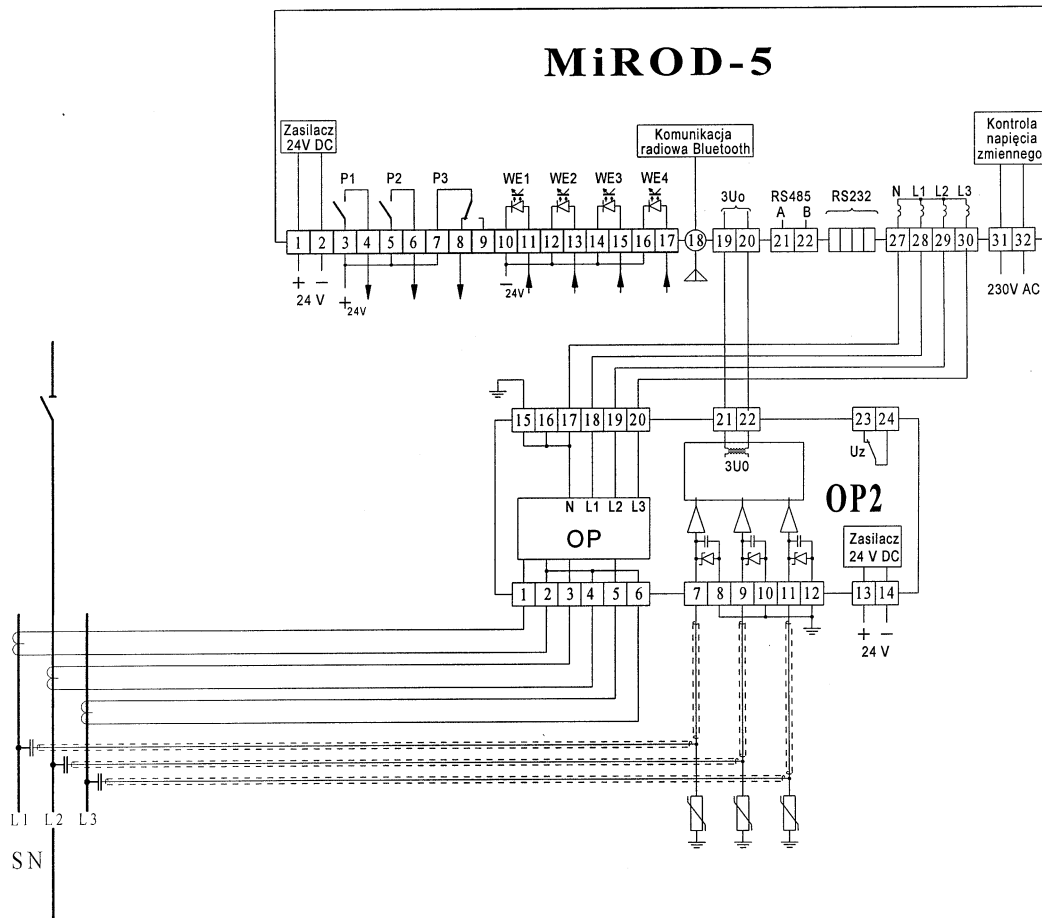 MiROD-5
Zasilacz
24V DC
Komunikacja
radiowa Bluetooth
Kontrola
napięcia
zmiennego
P1 P2 P3 WE1 WE2 WE3 WE4
3Uo RS485 RS232 N L1 L2 L3
A B
1 2 3 4 5 6 7 8 9 10 11 12 13 14 15 16 17 18 19 20 21 22 27 28 29 30 31 32
+ − + 24V − 24V 230V AC
24 V
15 16 17 18 19 20 21 22 23 24
Uz
3U0
N L1 L2 L3
OP
OP2
Zasilacz
24 V DC
1 2 3 4 5 6 7 8 9 10 11 12 13 14
+ −
24 V
L1 L2 L3
SN